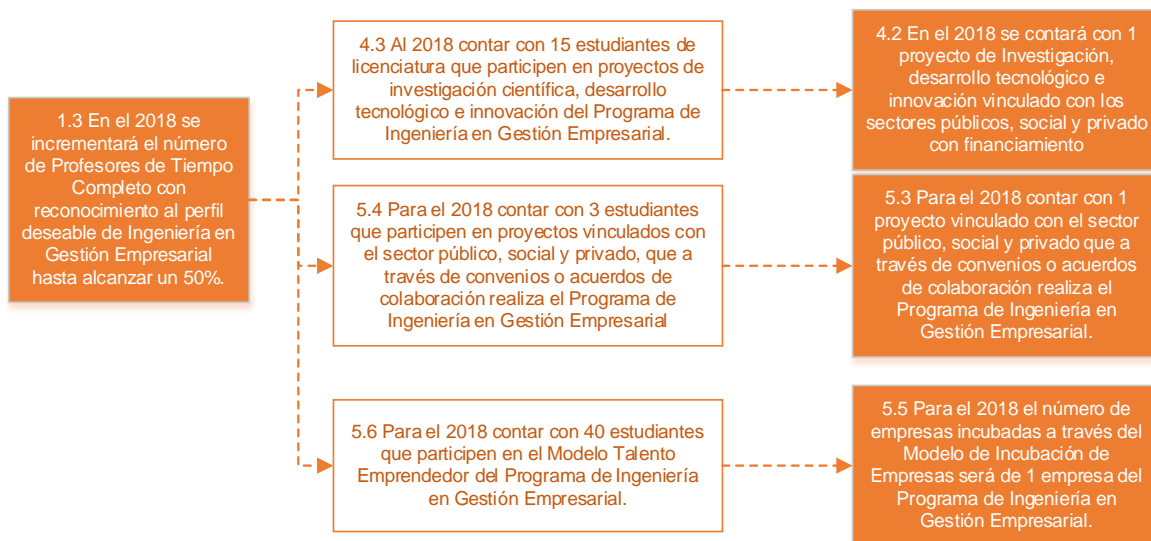 1.3 En el 2018 se
incrementará el número
de Profesores de Tiempo
Completo con
reconocimiento al perfil
deseable de Ingeniería en
Gestión Empresarial
hasta alcanzar un 50%.
4.3 Al 2018 contar con 15 estudiantes de
licenciatura que participen en proyectos de
investigación científica, desarrollo
tecnológico e innovación del Programa de
Ingeniería en Gestión Empresarial.
4.2 En el 2018 se contará con 1
proyecto de Investigación,
desarrollo tecnológico e
innovación vinculado con los
sectores públicos, social y privado
con financiamiento
5.4 Para el 2018 contar con 3 estudiantes
que participen en proyectos vinculados con
el sector público, social y privado, que a
través de convenios o acuerdos de
colaboración realiza el Programa de
Ingeniería en Gestión Empresarial
5.3 Para el 2018 contar con 1
proyecto vinculado con el sector
público, social y privado que a
través de convenios o acuerdos
de colaboración realiza el
Programa de Ingeniería en
Gestión Empresarial.
5.6 Para el 2018 contar con 40 estudiantes
que participen en el Modelo Talento
Emprendedor del Programa de Ingeniería
en Gestión Empresarial.
5.5 Para el 2018 el número de
empresas incubadas a través del
Modelo de Incubación de
Empresas será de 1 empresa del
Programa de Ingeniería en
Gestión Empresarial.